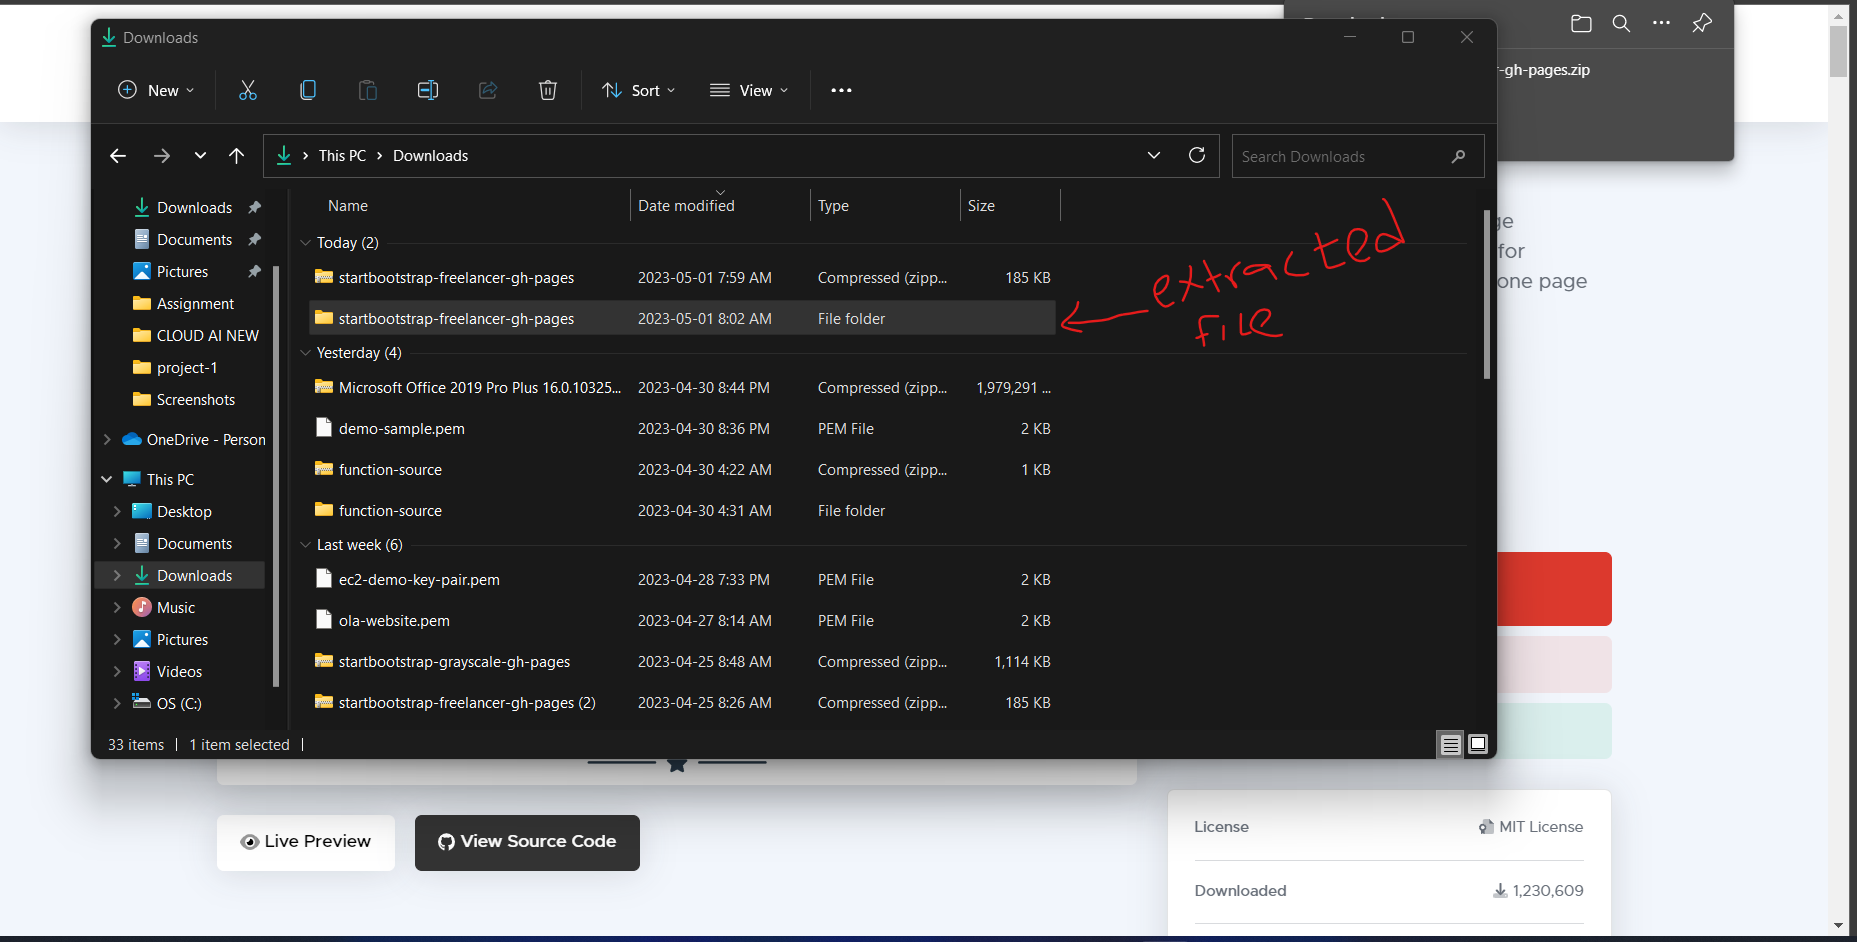 Downloads
New
Sort
View
This PC > Downloads
Search Downloads
-gh-pages.zip
Downloads
Documents
Pictures
Assignment
CLOUD AI NEW
project-1
Screenshots
OneDrive - Person
This PC
Desktop
Documents
Downloads
Music
Pictures
Videos
OS (C:)
Name Date modified Type Size
Today (2)
startbootstrap-freelancer-gh-pages 2023-05-01 7:59 AM Compressed (zipp... 185 KB
startbootstrap-freelancer-gh-pages 2023-05-01 8:02 AM File folder
Yesterday (4)
Microsoft Office 2019 Pro Plus 16.0.10325... 2023-04-30 8:44 PM Compressed (zipp... 1,979,291 ...
demo-sample.pem 2023-04-30 8:36 PM PEM File 2 KB
function-source 2023-04-30 4:22 AM Compressed (zipp... 1 KB
function-source 2023-04-30 4:31 AM File folder
Last week (6)
ec2-demo-key-pair.pem 2023-04-28 7:33 PM PEM File 2 KB
ola-website.pem 2023-04-27 8:14 AM PEM File 2 KB
startbootstrap-grayscale-gh-pages 2023-04-25 8:48 AM Compressed (zipp... 1,114 KB
startbootstrap-freelancer-gh-pages (2) 2023-04-25 8:26 AM Compressed (zipp... 185 KB
extracted
file
33 items | 1 item selected |
ge
for
one page
Live Preview
View Source Code
License MIT License
Downloaded 1,230,609